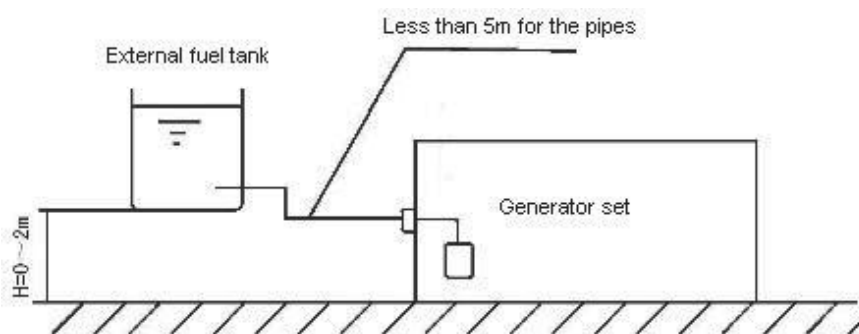 Less than 5m for the pipes
External fuel tank
Generator set
H=0～2m